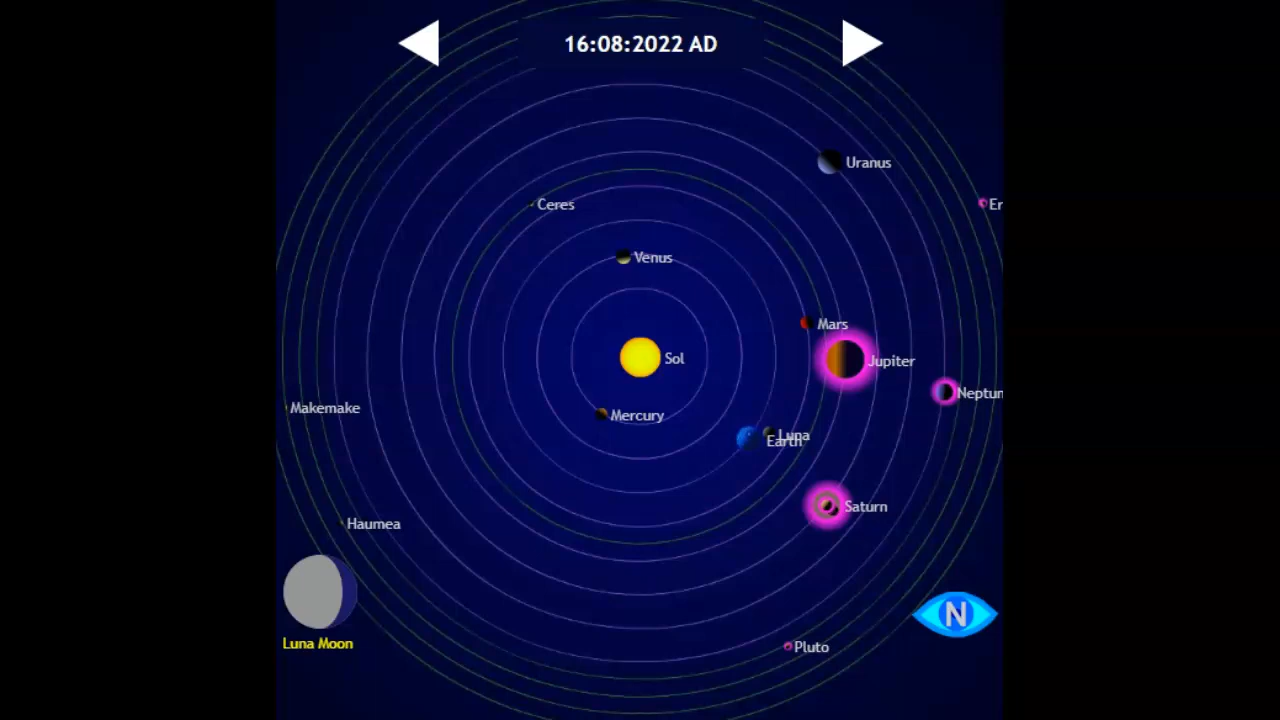 16:08:2022 AD
Uranus
Ceres
Er
Venus
Mars
Sol
Jupiter
Neptun
Makemake
Mercury
Luna
Earth
Saturn
Haumea
N
Luna Moon
Pluto